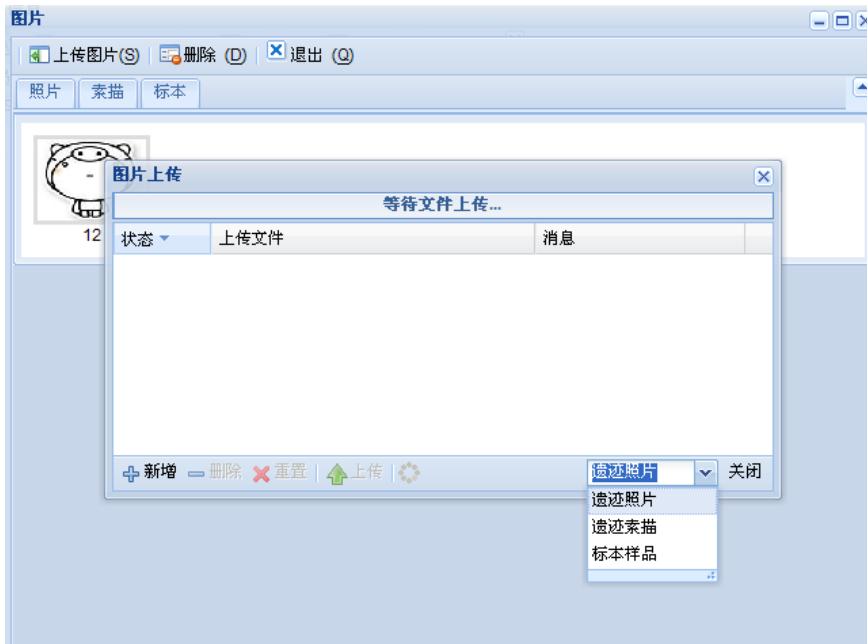 图片
上传图片(S) 删除 (D) 退出 (Q)
照片 素描 标本
图片上传
等待文件上传...
12 状态 上传文件 消息
新增 删除 重置 上传 遗迹照片 关闭
遗迹照片
遗迹素描
标本样品